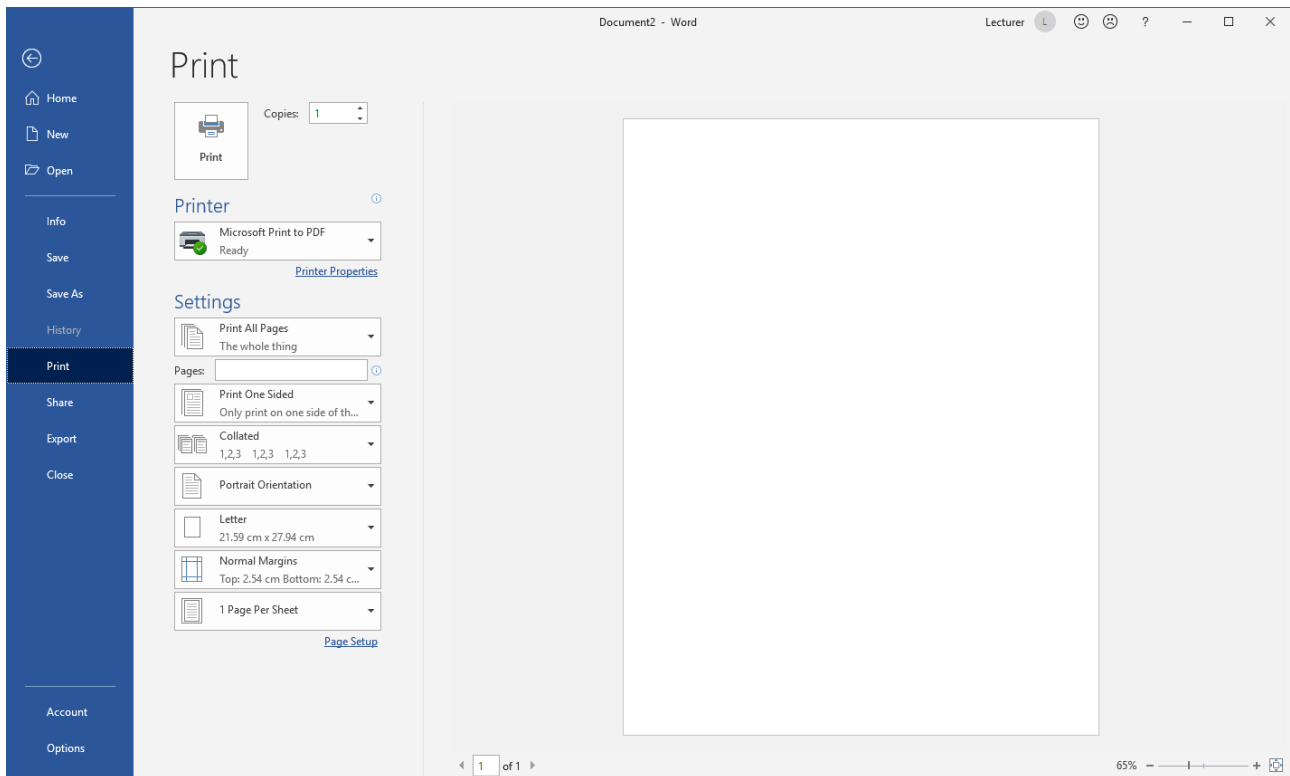 Document2 - Word
Lecturer L ?
Print
Home
New
Open
Info
Save
Save As
History
Print
Share
Export
Close
Account
Options
Copies: 1
Print
Printer
Microsoft Print to PDF
Ready
Printer Properties
Settings
Print All Pages
The whole thing
Pages:
Print One Sided
Only print on one side of th...
Collated
1,2,3 1,2,3 1,2,3
Portrait Orientation
Letter
21.59 cm x 27.94 cm
Normal Margins
Top: 2.54 cm Bottom: 2.54 c...
1 Page Per Sheet
Page Setup
1 of 1
65% − +